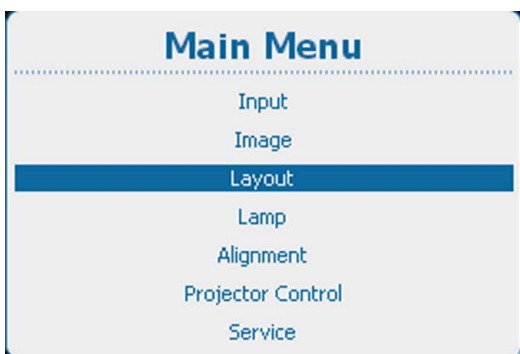 Main Menu
Input
Image
Layout
Lamp
Alignment
Projector Control
Service